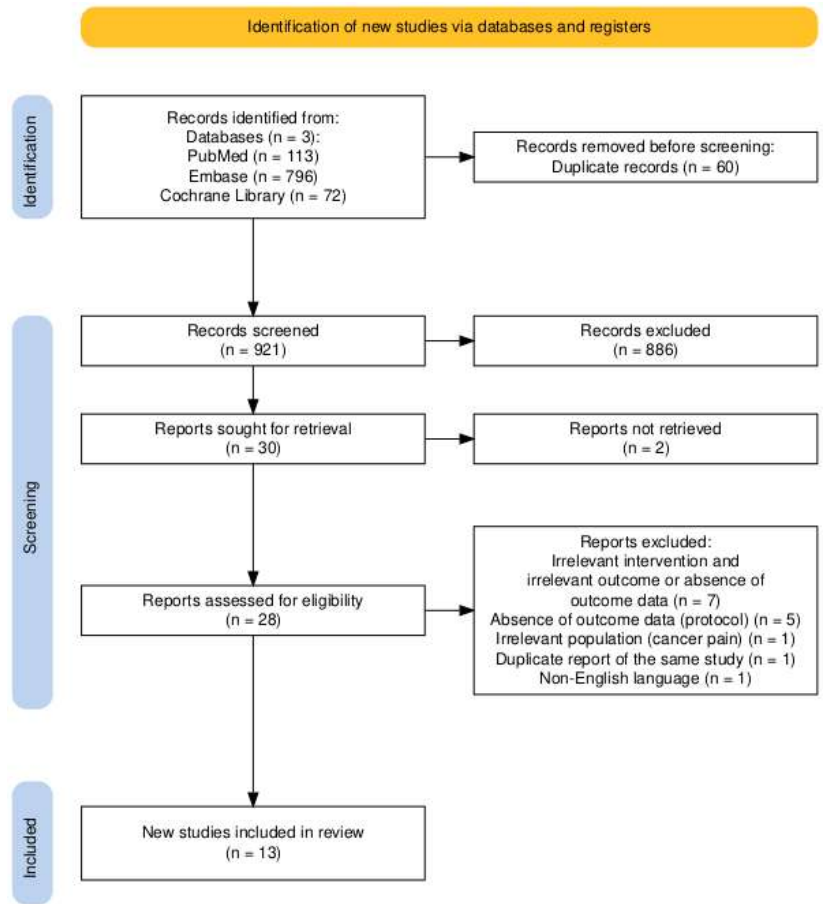 Identification of new studies via databases and registers
Identification
Records identified from:
Databases (n = 3):
PubMed (n = 113)
Embase (n = 796)
Cochrane Library (n = 72)
Records removed before screening:
Duplicate records (n = 60)
Screening
Records screened
(n = 921)
Records excluded
(n = 886)
Reports sought for retrieval
(n = 30)
Reports not retrieved
(n = 2)
Reports assessed for eligibility
(n = 28)
Reports excluded:
Irrelevant intervention and
irrelevant outcome or absence of
outcome data (n = 7)
Absence of outcome data (protocol) (n = 5)
Irrelevant population (cancer pain) (n = 1)
Duplicate report of the same study (n = 1)
Non-English language (n = 1)
Included
New studies included in review
(n = 13)